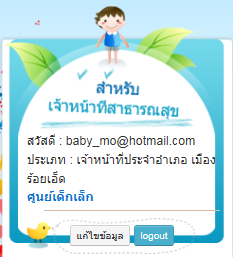 สำหรับ
เจ้าหน้าที่สาธารณสุข
สวัสดี : baby_mo@hotmail.com
ประเภท : เจ้าหน้าที่ประจำอำเภอ เมือง
ร้อยเอ็ด
ศูนย์เด็กเล็ก
แก้ไขข้อมูล logout